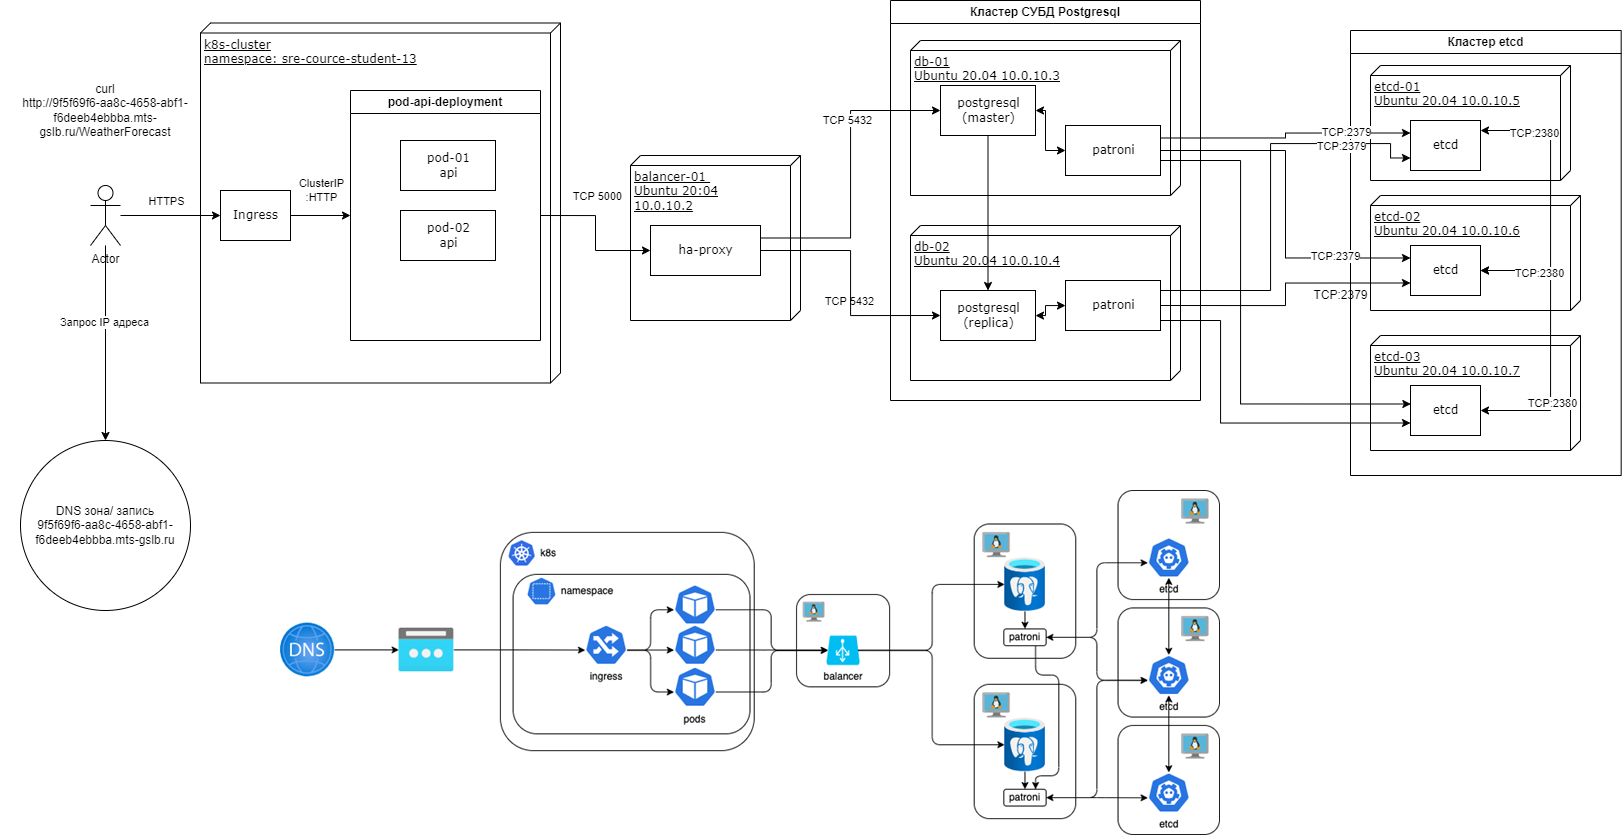 Кластер СУБД Postgresql
Кластер etcd
k8s-cluster
namespace: sre-cource-student-13
curl
http://9f5f69f6-aa8c-4658-abf1-
f6deeb4ebbba.mts-
gslb.ru/WeatherForecast
pod-api-deployment
pod-01
api
pod-02
api
HTTPS
Ingress
ClusterIP
:HTTP
Actor
Запрос IP адреса
DNS зона/ запись
9f5f69f6-aa8c-4658-abf1-
f6deeb4ebbba.mts-gslb.ru
TCP 5000
balancer-01
Ubuntu 20:04
10.0.10.2
ha-proxy
TCP 5432
TCP 5432
db-01
Ubuntu 20.04 10.0.10.3
postgresql
(master)
patroni
db-02
Ubuntu 20.04 10.0.10.4
postgresql
(replica)
patroni
TCP:2379
TCP:2379
TCP:2379
TCP:2379
etcd-01
Ubuntu 20.04 10.0.10.5
etcd
TCP:2380
etcd-02
Ubuntu 20.04 10.0.10.6
etcd
TCP:2380
etcd-03
Ubuntu 20.04 10.0.10.7
etcd
TCP:2380
DNS
k8s
namespace
ingress
pods
balancer
patroni
patroni
etcd
etcd
etcd